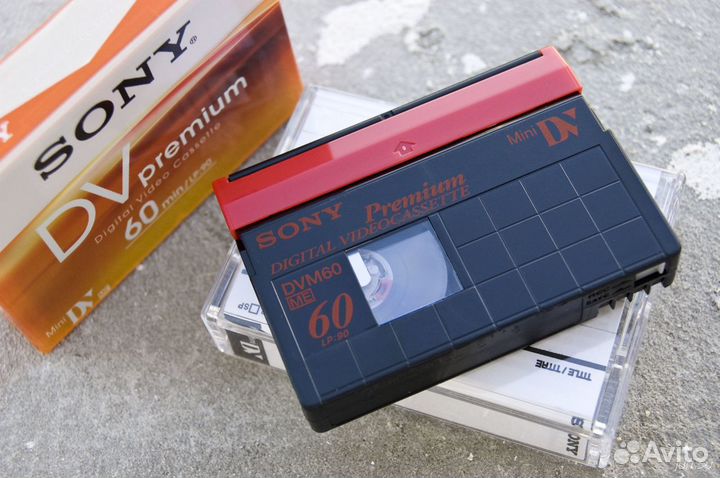 SONY®
DV premium
Digital Video Cassette
60 min/LP:90
Mini DV
SP
Mini DV
SONY Premium
DIGITAL VIDEOCASSETTE
DVM60
ME
60
LP:90
TITLE/TITRE
SONY
Avito